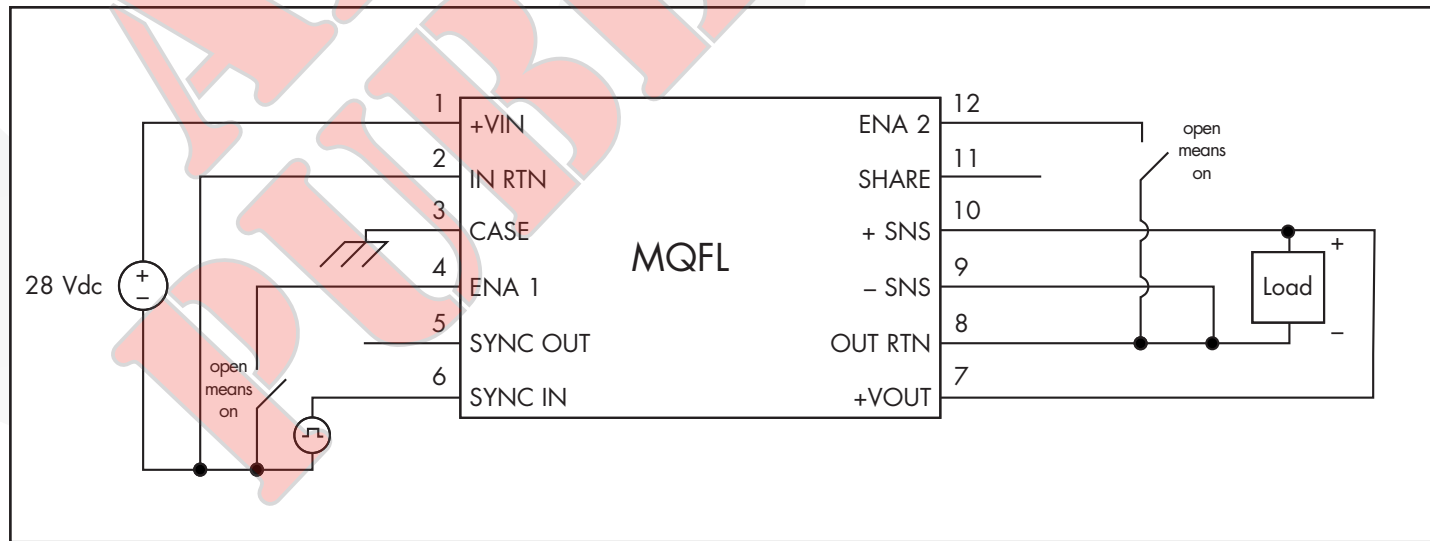 1
+VIN
2
IN RTN
3
CASE
4
ENA 1
5
SYNC OUT
6
SYNC IN
MQFL
12
ENA 2
11
SHARE
10
+ SNS
9
– SNS
8
OUT RTN
7
+VOUT
28 Vdc
+
–
open
means
on
open
means
on
+
Load
–